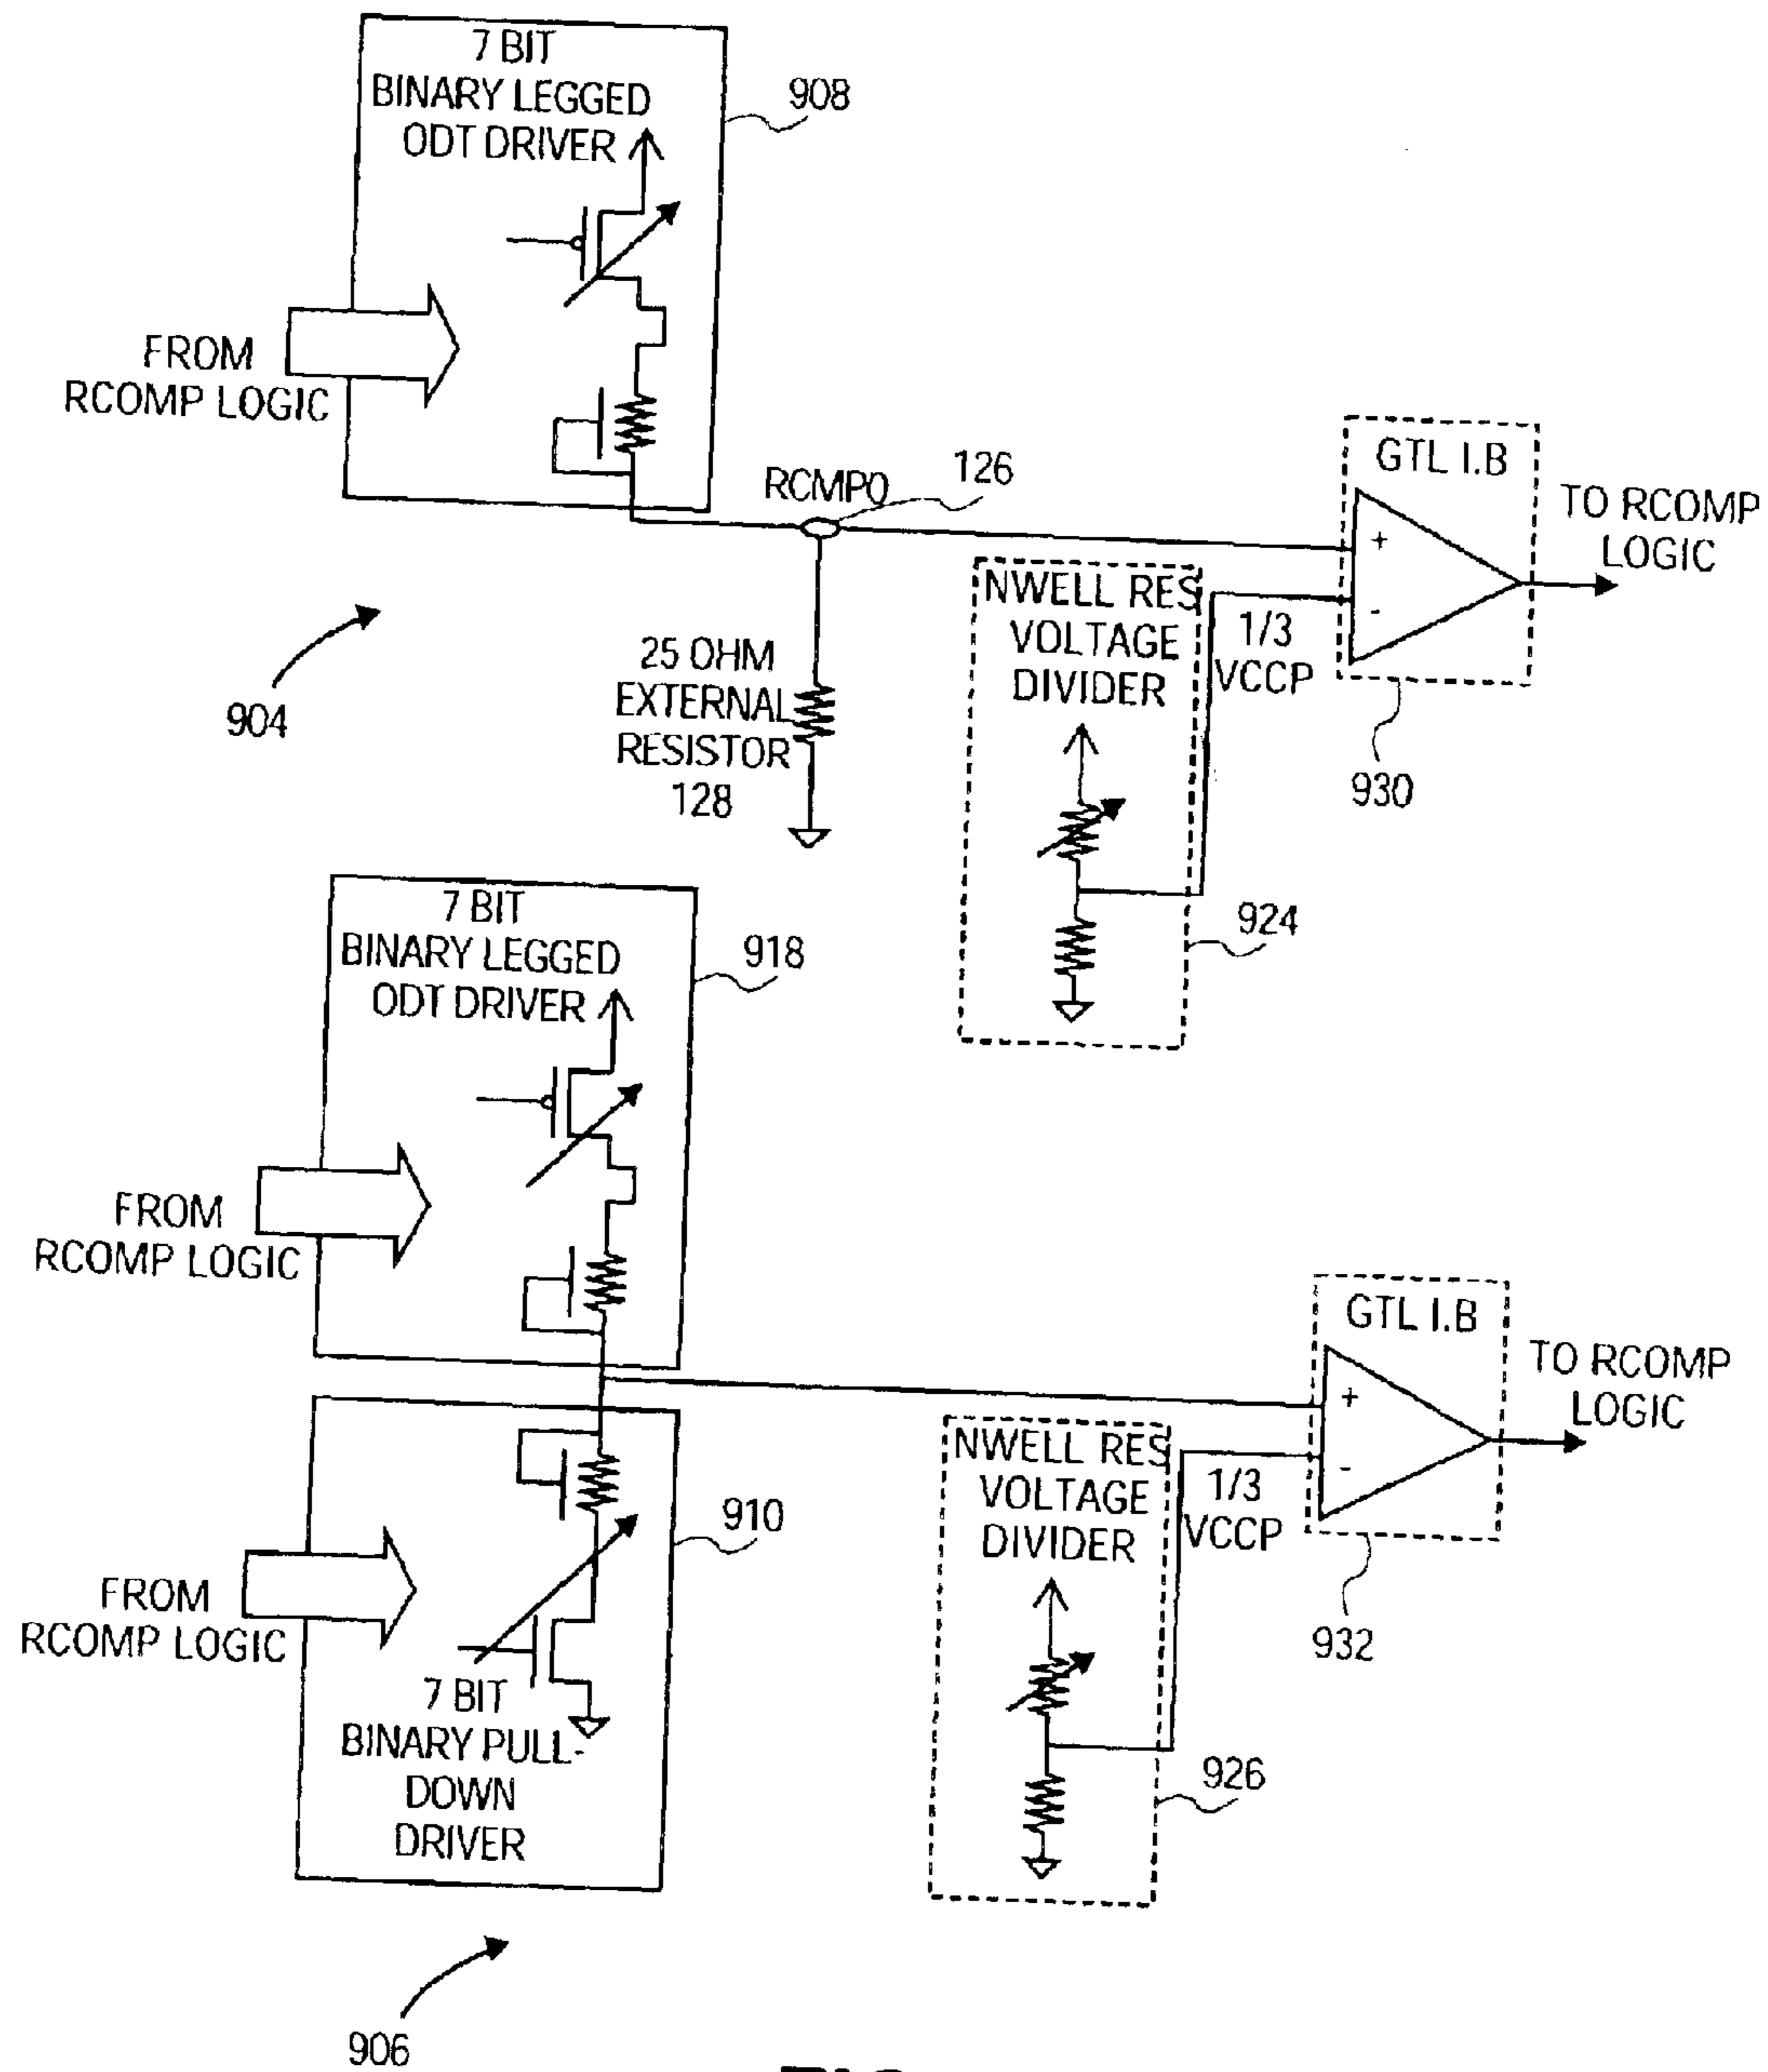 7 BIT
BINARY LEGGED
ODT DRIVER
908
FROM
RCOMP LOGIC
RCMP0
126
GTL I.B
+
-
TO RCOMP
LOGIC
NWELL RES
VOLTAGE
DIVIDER
1/3
VCCP
25 OHM
EXTERNAL
RESISTOR
128
904
930
924
7 BIT
BINARY LEGGED
ODT DRIVER
918
FROM
RCOMP LOGIC
GTL I.B
+
-
TO RCOMP
LOGIC
NWELL RES
VOLTAGE
DIVIDER
1/3
VCCP
910
FROM
RCOMP LOGIC
7 BIT
BINARY PULL-
DOWN
DRIVER
932
926
906